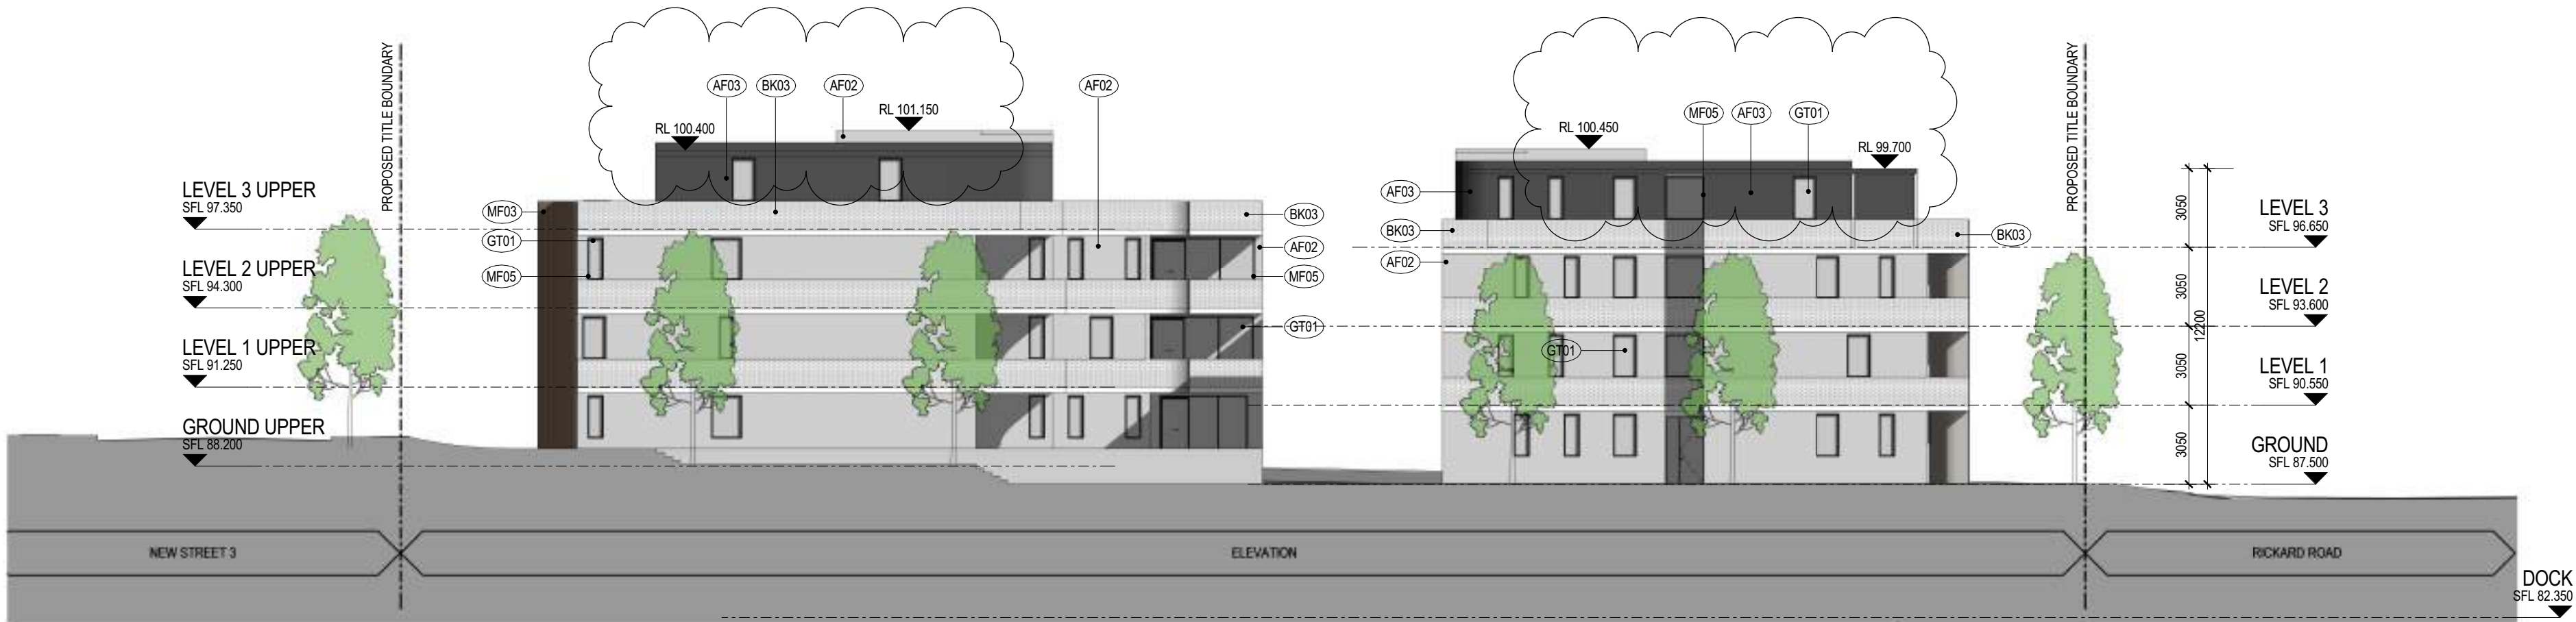 PROPOSED TITLE BOUNDARY
AF03
BK03
AF02
AF02
RL 101.150
RL 100.400
LEVEL 3 UPPER
SFL 97.350
LEVEL 2 UPPER
SFL 94.300
LEVEL 1 UPPER
SFL 91.250
GROUND UPPER
SFL 88.200
MF03
GT01
MF05
BK03
AF02
MF05
GT01
PROPOSED TITLE BOUNDARY
MF05
AF03
GT01
RL 100.450
RL 99.700
AF03
BK03
AF02
BK03
GT01
3050
3050
3050
3050
12200
LEVEL 3
SFL 96.650
LEVEL 2
SFL 93.600
LEVEL 1
SFL 90.550
GROUND
SFL 87.500
NEW STREET 3
ELEVATION
RICKARD ROAD
DOCK
SFL 82.350